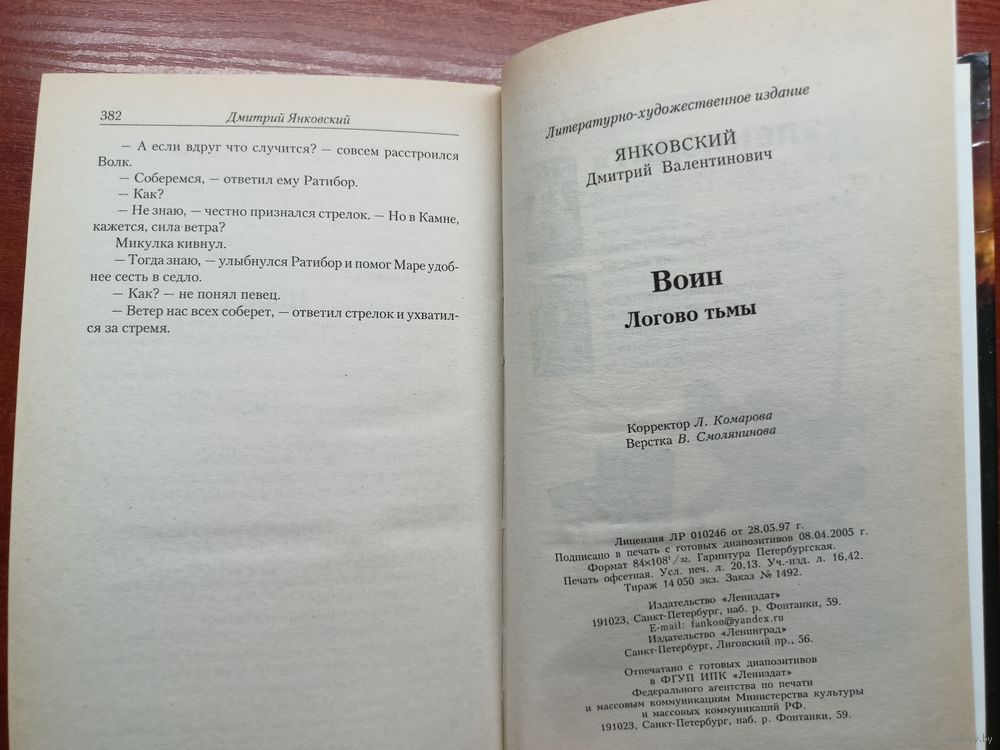 382
Дмитрий Янковский
— А если вдруг что случится? — совсем расстроился
Волк.
— Соберемся, — ответил ему Ратибор.
— Как?
— Не знаю, — честно признался стрелок. — Но в Камне,
кажется, сила ветра?
Микулка кивнул.
— Тогда знаю, — улыбнулся Ратибор и помог Маре удоб-
нее сесть в седло.
— Как? — не понял певец.
— Ветер нас всех соберет, — ответил стрелок и ухватил-
ся за стремя.
Литературно-художественное издание
ЯНКОВСКИЙ
Дмитрий Валентинович
Воин
Логово тьмы
Корректор Л. Комарова
Верстка В. Смолянинова
Лицензия ЛР 010246 от 28.05.97 г.
Подписано в печать с готовых диапозитивов 08.04.2005 г.
Формат 84×108¹/₃₂. Гарнитура Петербургская.
Печать офсетная. Усл. печ. л. 20,13. Уч.-изд. л. 16,42.
Тираж 14 050 экз. Заказ № 1492.
Издательство «Лениздат»
191023, Санкт-Петербург, наб. р. Фонтанки, 59.
E-mail: fankon@yandex.ru
Издательство «Ленинград»
Санкт-Петербург, Лиговский пр., 56.
Отпечатано с готовых диапозитивов
в ФГУП ИПК «Лениздат»
Федерального агентства по печати
и массовым коммуникациям Министерства культуры
и массовых коммуникаций РФ.
191023, Санкт-Петербург, наб. р. Фонтанки, 59.